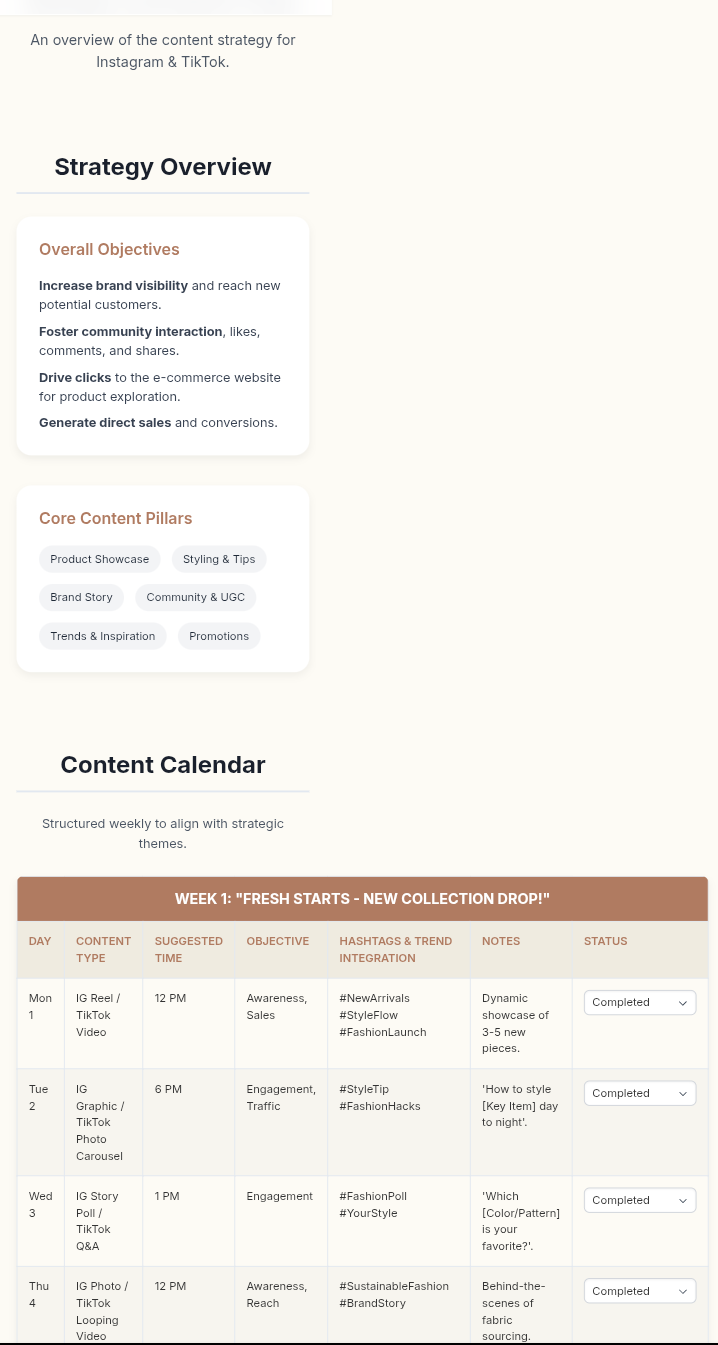 An overview of the content strategy for
Instagram & TikTok.
Strategy Overview
Overall Objectives
Increase brand visibility and reach new
potential customers.
Foster community interaction, likes,
comments, and shares.
Drive clicks to the e-commerce website
for product exploration.
Generate direct sales and conversions.
Core Content Pillars
Product Showcase
Styling & Tips
Brand Story
Community & UGC
Trends & Inspiration
Promotions
Content Calendar
Structured weekly to align with strategic
themes.
WEEK 1: "FRESH STARTS - NEW COLLECTION DROP!"
DAY
CONTENT
TYPE
SUGGESTED
TIME
OBJECTIVE
HASHTAGS & TREND
INTEGRATION
NOTES
STATUS
Mon
1
IG Reel /
TikTok
Video
12 PM
Awareness,
Sales
#NewArrivals
#StyleFlow
#FashionLaunch
Dynamic
showcase of
3-5 new
pieces.
Completed
Tue
2
IG
Graphic /
TikTok
Photo
Carousel
6 PM
Engagement,
Traffic
#StyleTip
#FashionHacks
'How to style
[Key Item] day
to night'.
Completed
Wed
3
IG Story
Poll /
TikTok
Q&A
1 PM
Engagement
#FashionPoll
#YourStyle
'Which
[Color/Pattern]
is your
favorite?'.
Completed
Thu
4
IG Photo /
TikTok
Looping
Video
12 PM
Awareness,
Reach
#SustainableFashion
#BrandStory
Behind-the-
scenes of
fabric
sourcing.
Completed